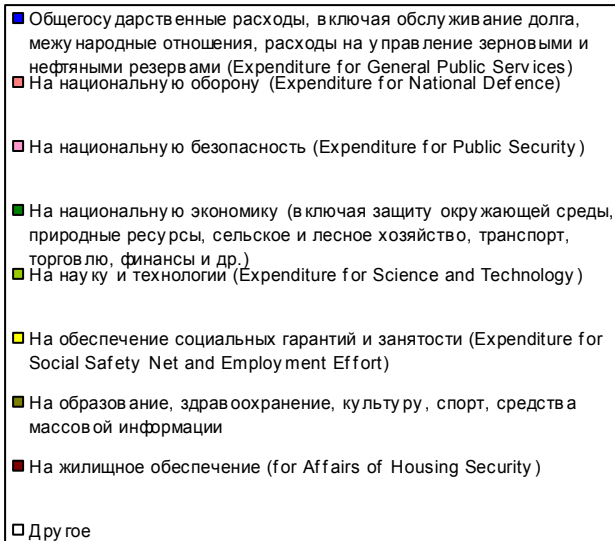 Общегосударственные расходы, включая обслуживание долга,
межународные отношения, расходы на управление зерновыми и
нефтяными резервами (Expenditure for General Public Services)
На национальную оборону (Expenditure for National Defence)
На национальную безопасность (Expenditure for Public Security)
На национальную экономику (включая защиту окружающей среды,
природные ресурсы, сельское и лесное хозяйство, транспорт,
торговлю, финансы и др.)
На науку и технологии (Expenditure for Science and Technology)
На обеспечение социальных гарантий и занятости (Expenditure for
Social Safety Net and Employment Effort)
На образование, здравоохранение, культуру, спорт, средства
массовой информации
На жилищное обеспечение (for Affairs of Housing Security)
Другое